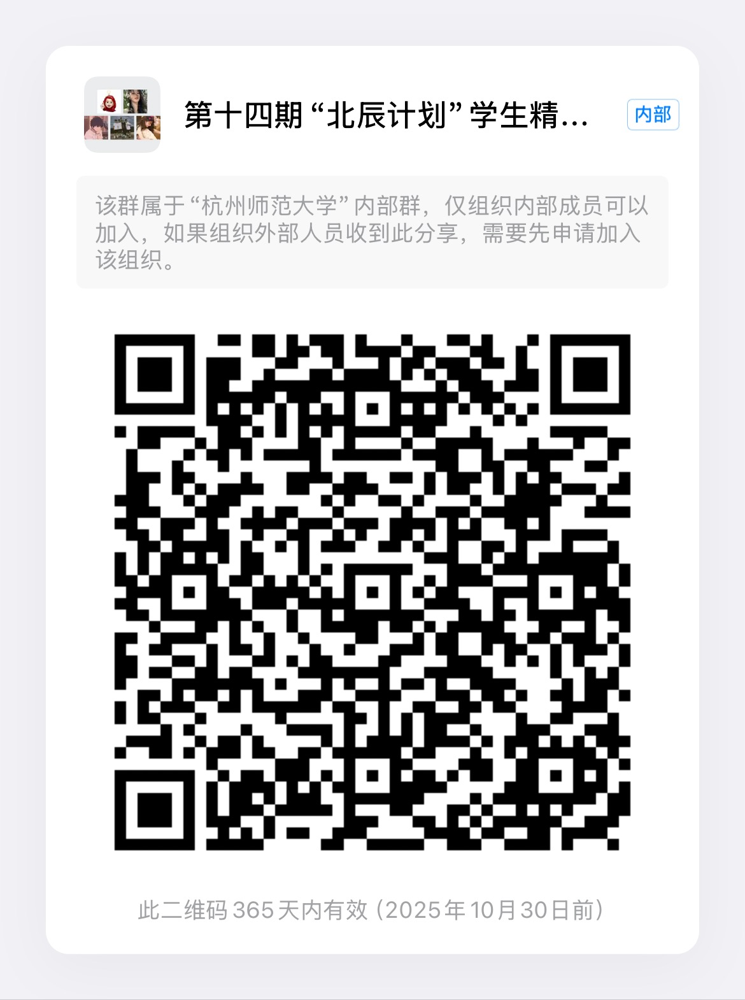 第十四期“北辰计划”学生精...
内部
该群属于“杭州师范大学”内部群，仅组织内部成员可以
加入，如果组织外部人员收到此分享，需要先申请加入
该组织。
此二维码365天内有效（2025年10月30日前）